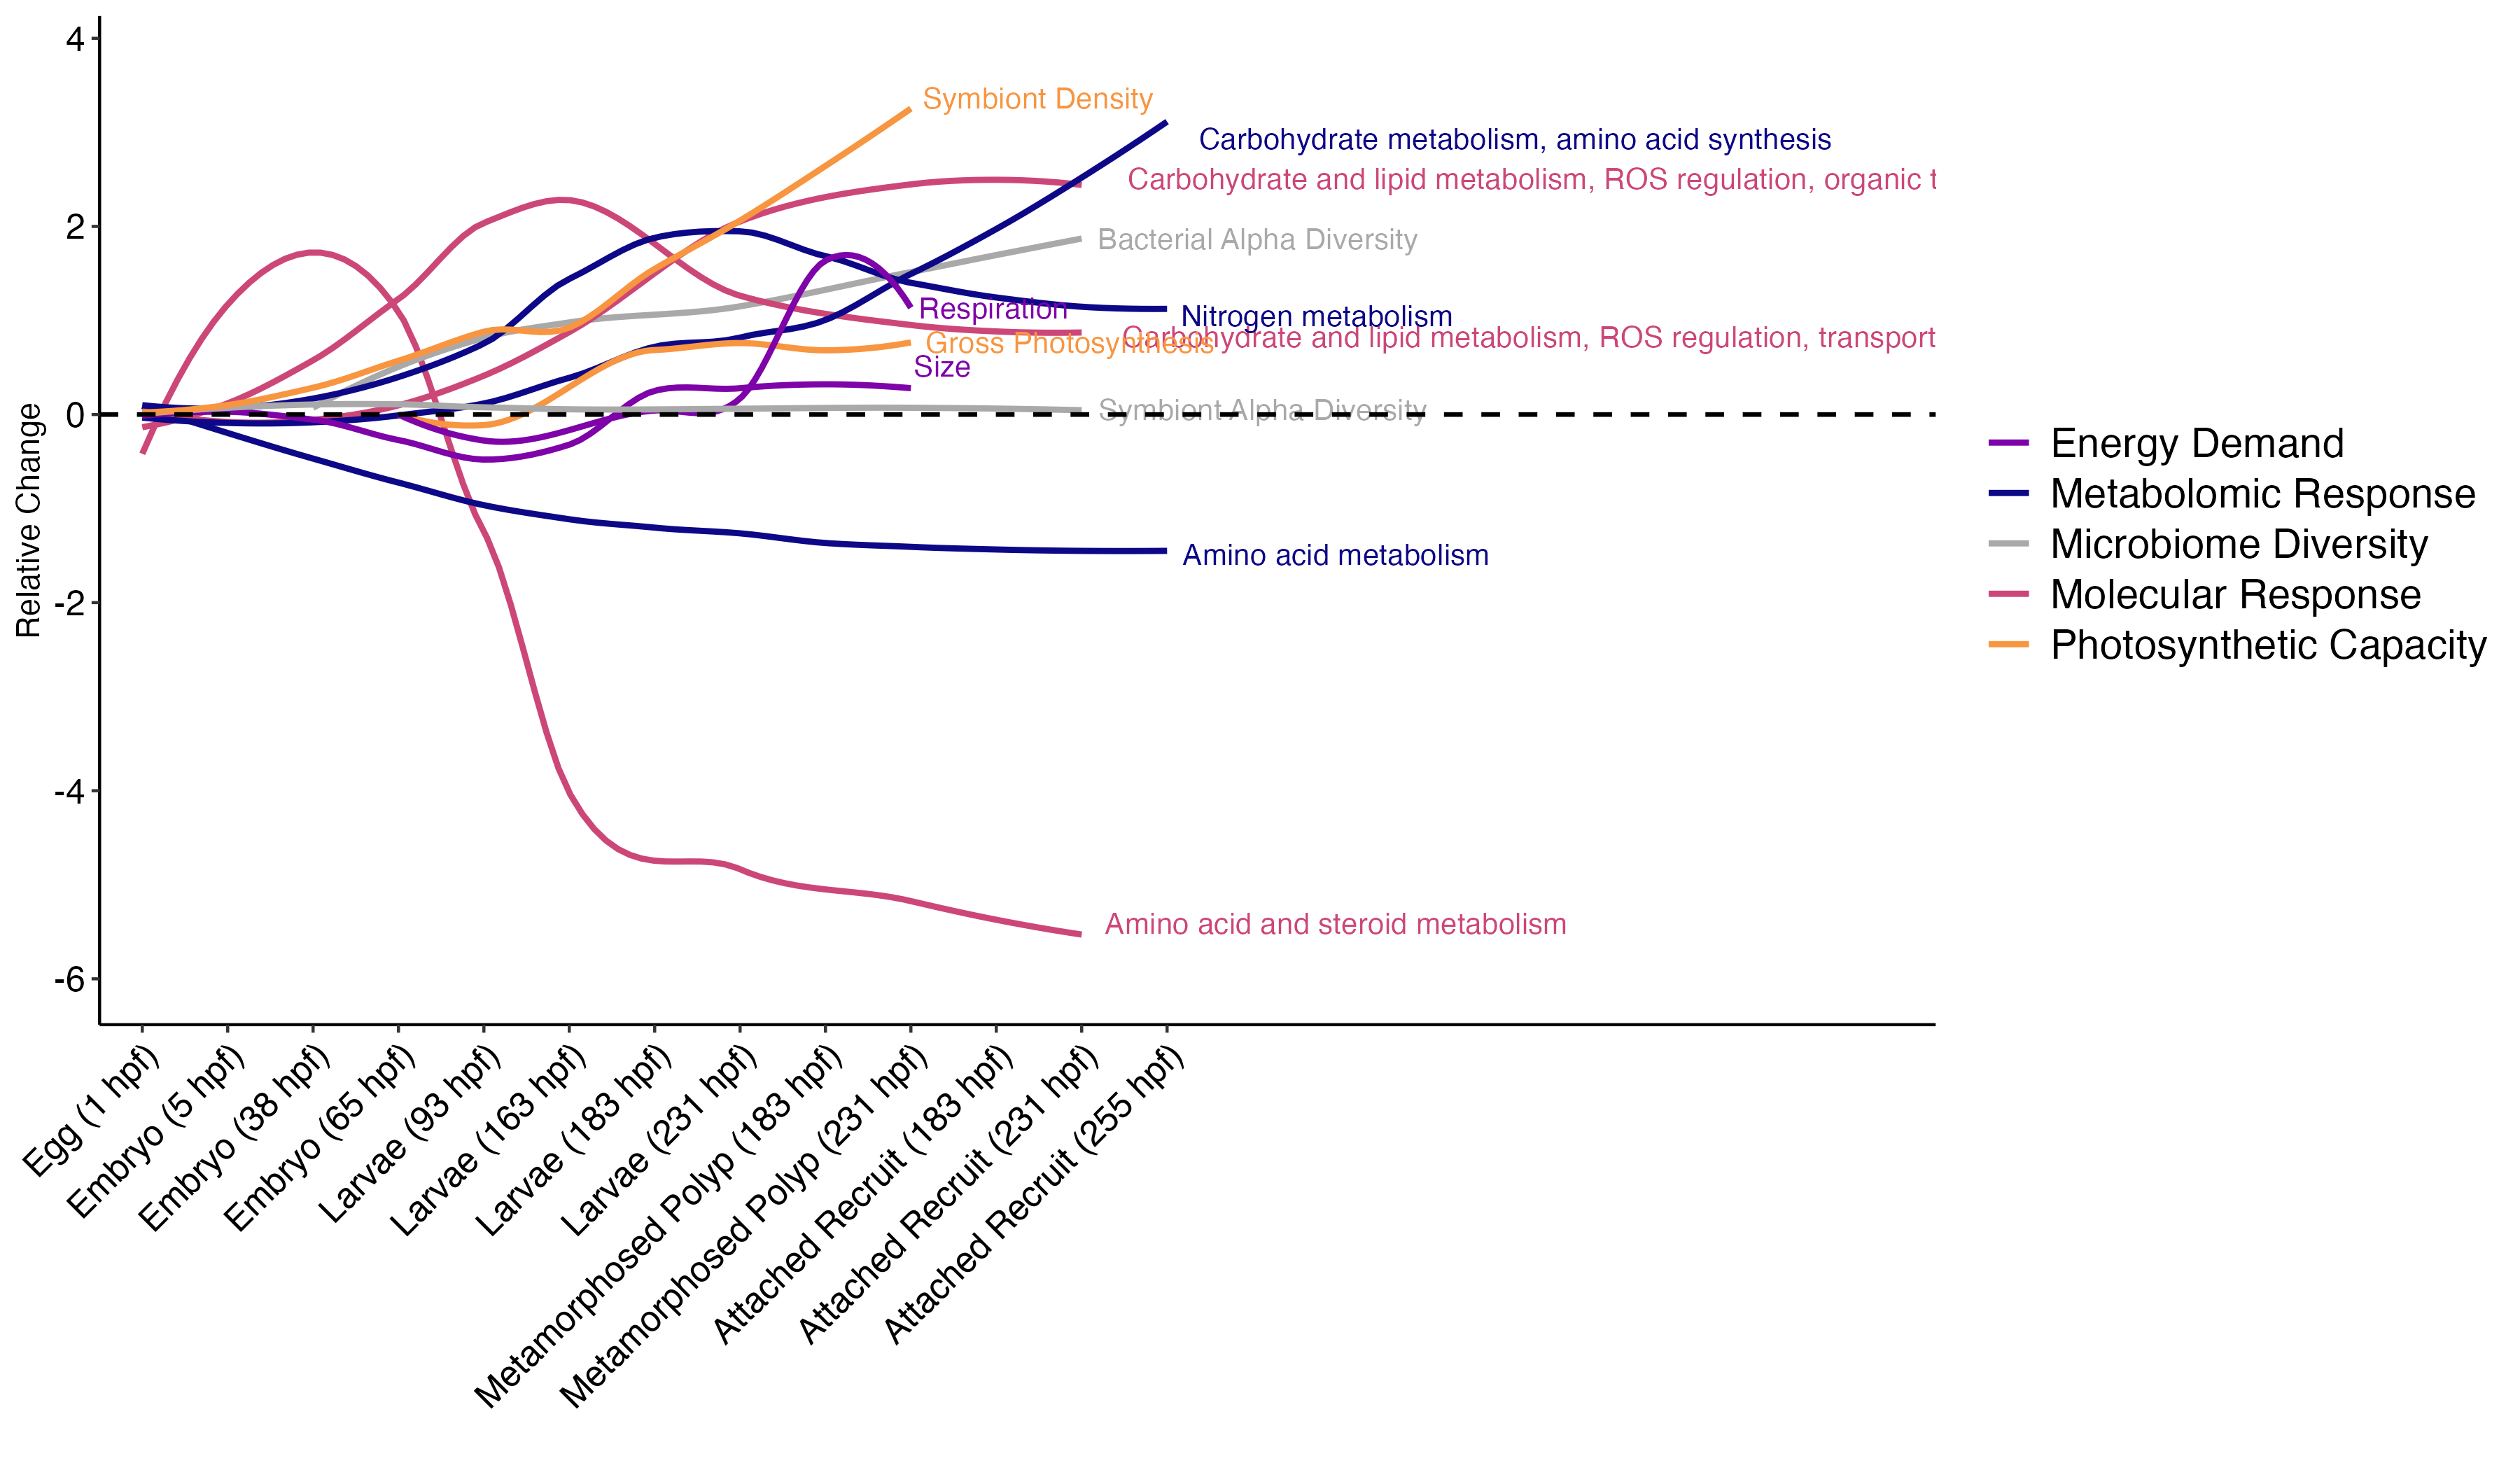 4
2
0
-2
-4
-6
Relative Change
Symbiont Density
Carbohydrate metabolism, amino acid synthesis
Carbohydrate and lipid metabolism, ROS regulation, organic t
Bacterial Alpha Diversity
Respiration
Nitrogen metabolism
Carbohydrate and lipid metabolism, ROS regulation, transport
Gross Photosynthesis
Size
Symbiont Alpha Diversity
Amino acid metabolism
Amino acid and steroid metabolism
Energy Demand
Metabolomic Response
Microbiome Diversity
Molecular Response
Photosynthetic Capacity
Egg (1 hpf)
Embryo (5 hpf)
Embryo (38 hpf)
Embryo (65 hpf)
Larvae (93 hpf)
Larvae (163 hpf)
Larvae (183 hpf)
Larvae (231 hpf)
Metamorphosed Polyp (183 hpf)
Metamorphosed Polyp (231 hpf)
Attached Recruit (183 hpf)
Attached Recruit (231 hpf)
Attached Recruit (255 hpf)